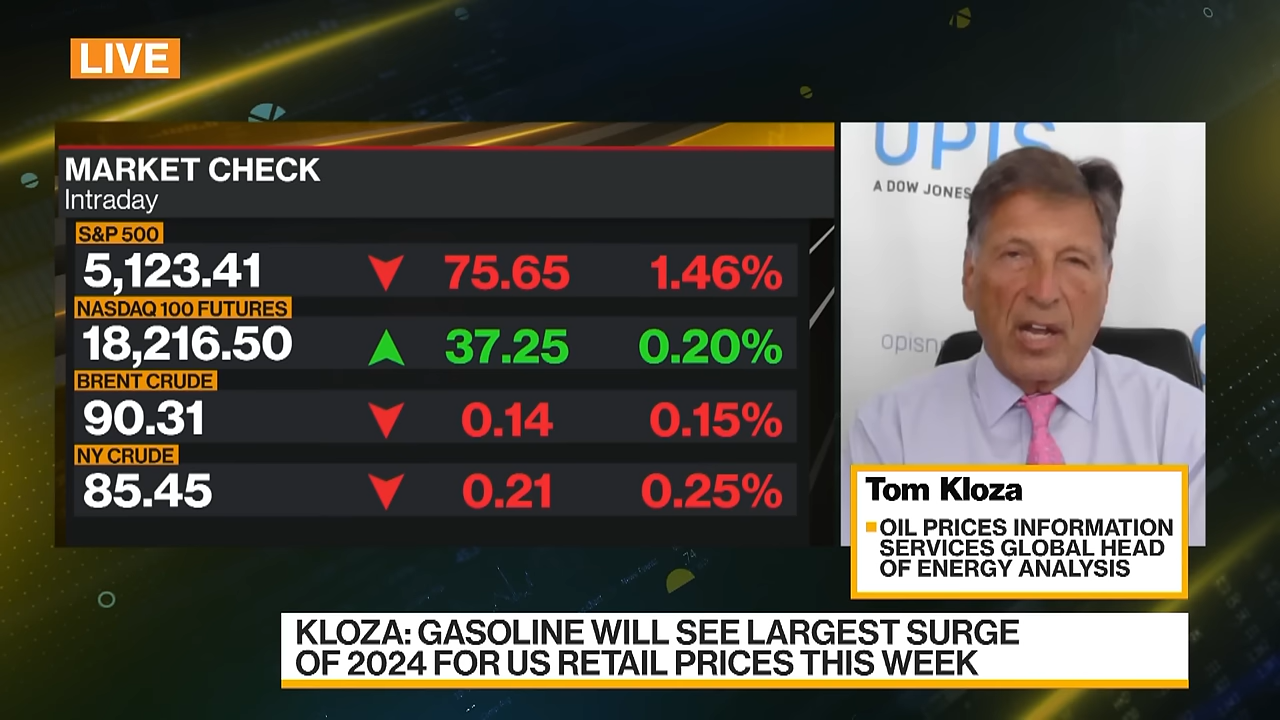 LIVE
MARKET CHECK
Intraday
S&P 500
5,123.41 75.65 1.46%
NASDAQ 100 FUTURES
18,216.50 37.25 0.20%
BRENT CRUDE
90.31 0.14 0.15%
NY CRUDE
85.45 0.21 0.25%
OPIS
A DOW JONES
opisn
Tom Kloza
OIL PRICES INFORMATION
SERVICES GLOBAL HEAD
OF ENERGY ANALYSIS
KLOZA: GASOLINE WILL SEE LARGEST SURGE
OF 2024 FOR US RETAIL PRICES THIS WEEK